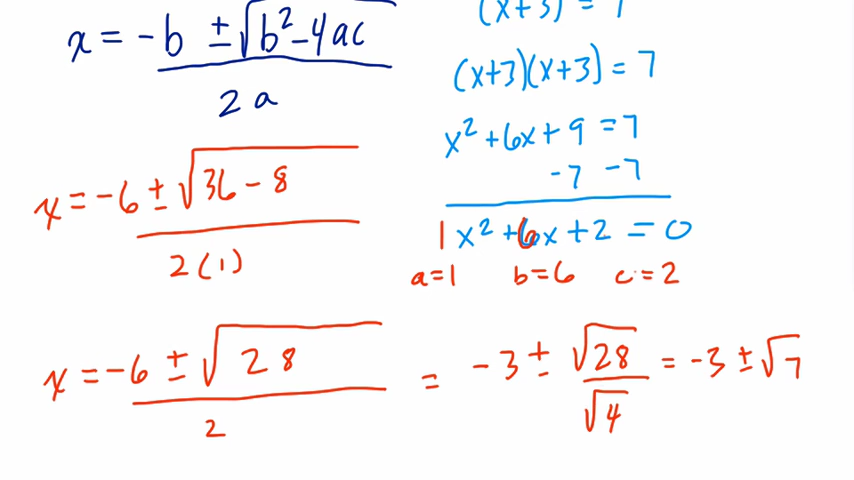 x = -b ± √b² - 4ac
2a
x = -6 ± √36 - 8
2(1)
x = -6 ± √28
2
(x+3) = 7
(x+3)(x+3) = 7
x² + 6x + 9 = 7
-7 -7
1x² + 6x + 2 = 0
a=1 b=6 c=2
= -3 ± √28/√4 = -3 ± √7